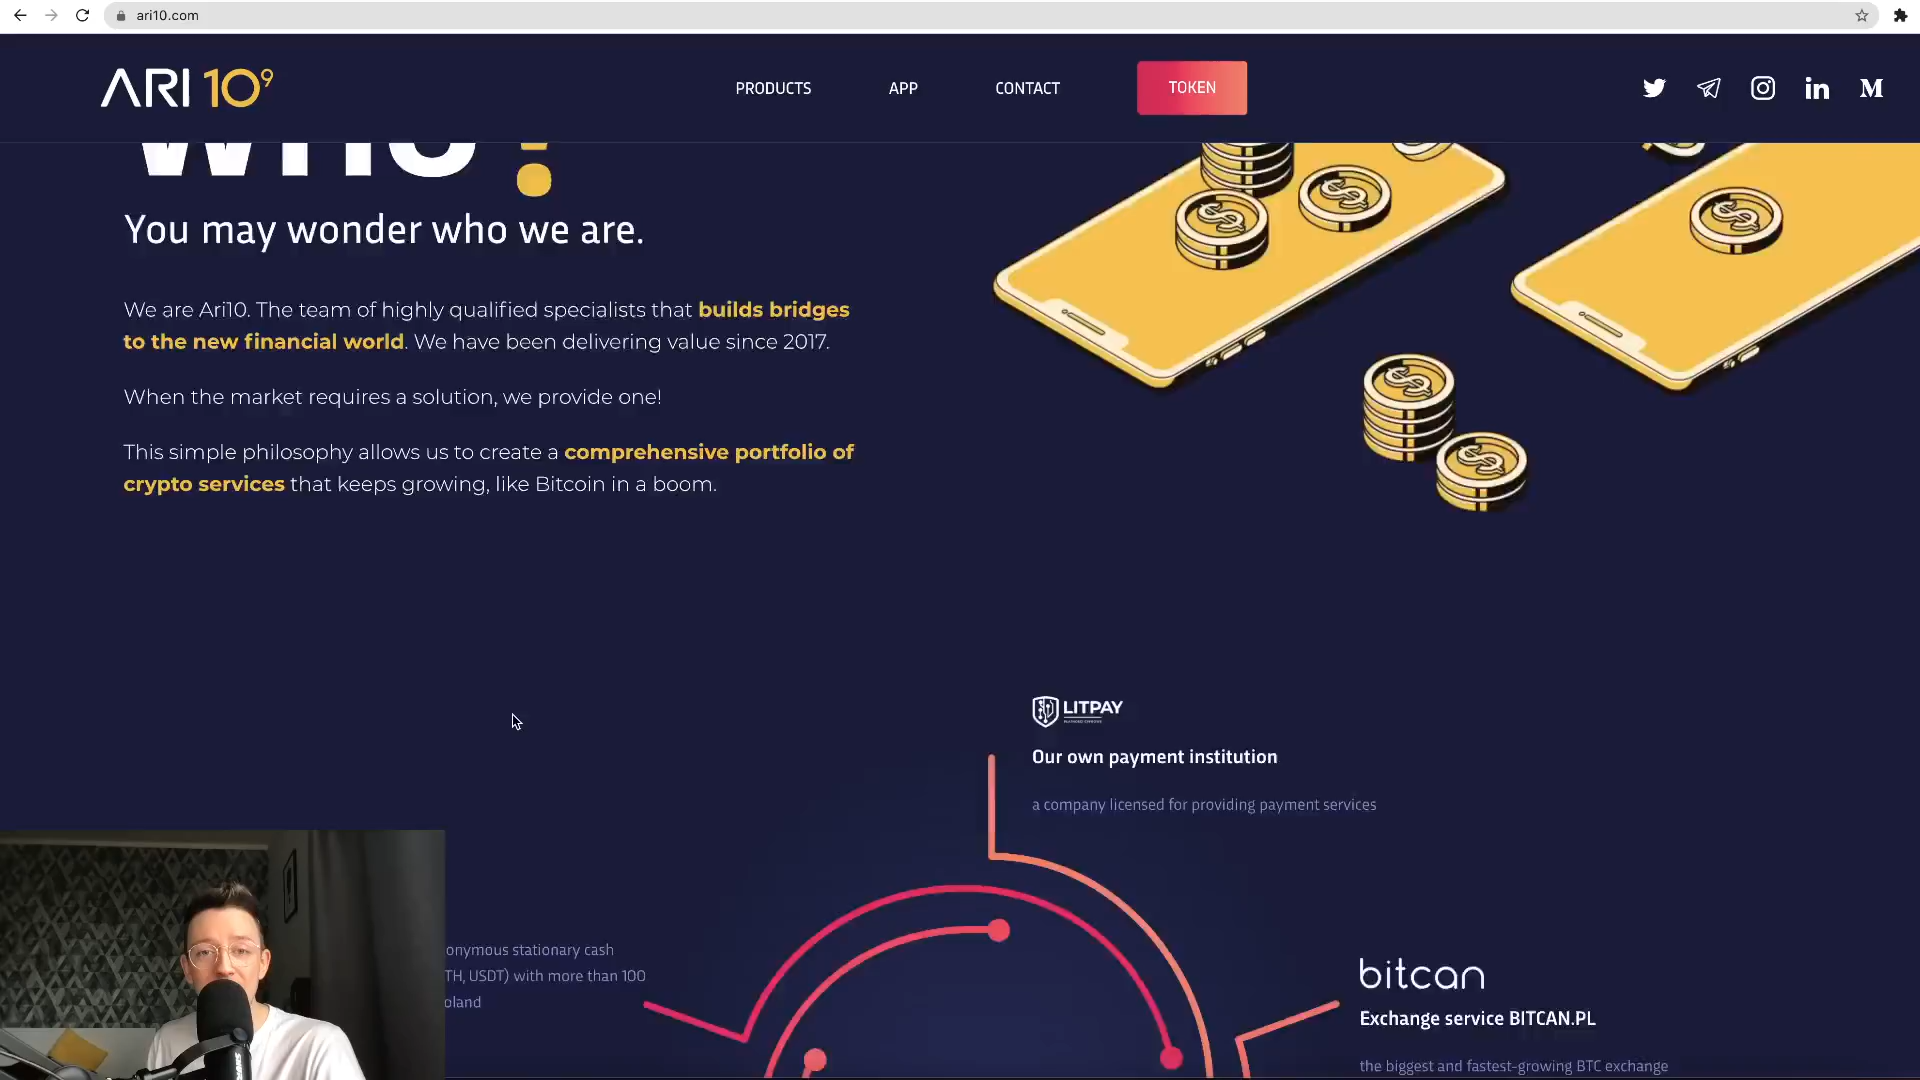 ari10.com
ARI 10⁹
PRODUCTS
APP
CONTACT
TOKEN
You may wonder who we are.
We are Ari10. The team of highly qualified specialists that builds bridges
to the new financial world. We have been delivering value since 2017.
When the market requires a solution, we provide one!
This simple philosophy allows us to create a comprehensive portfolio of
crypto services that keeps growing, like Bitcoin in a boom.
LITPAY
Our own payment institution
a company licensed for providing payment services
onymous stationary cash
TH, USDT) with more than 100
oland
bitcan
Exchange service BITCAN.PL
the biggest and fastest-growing BTC exchange